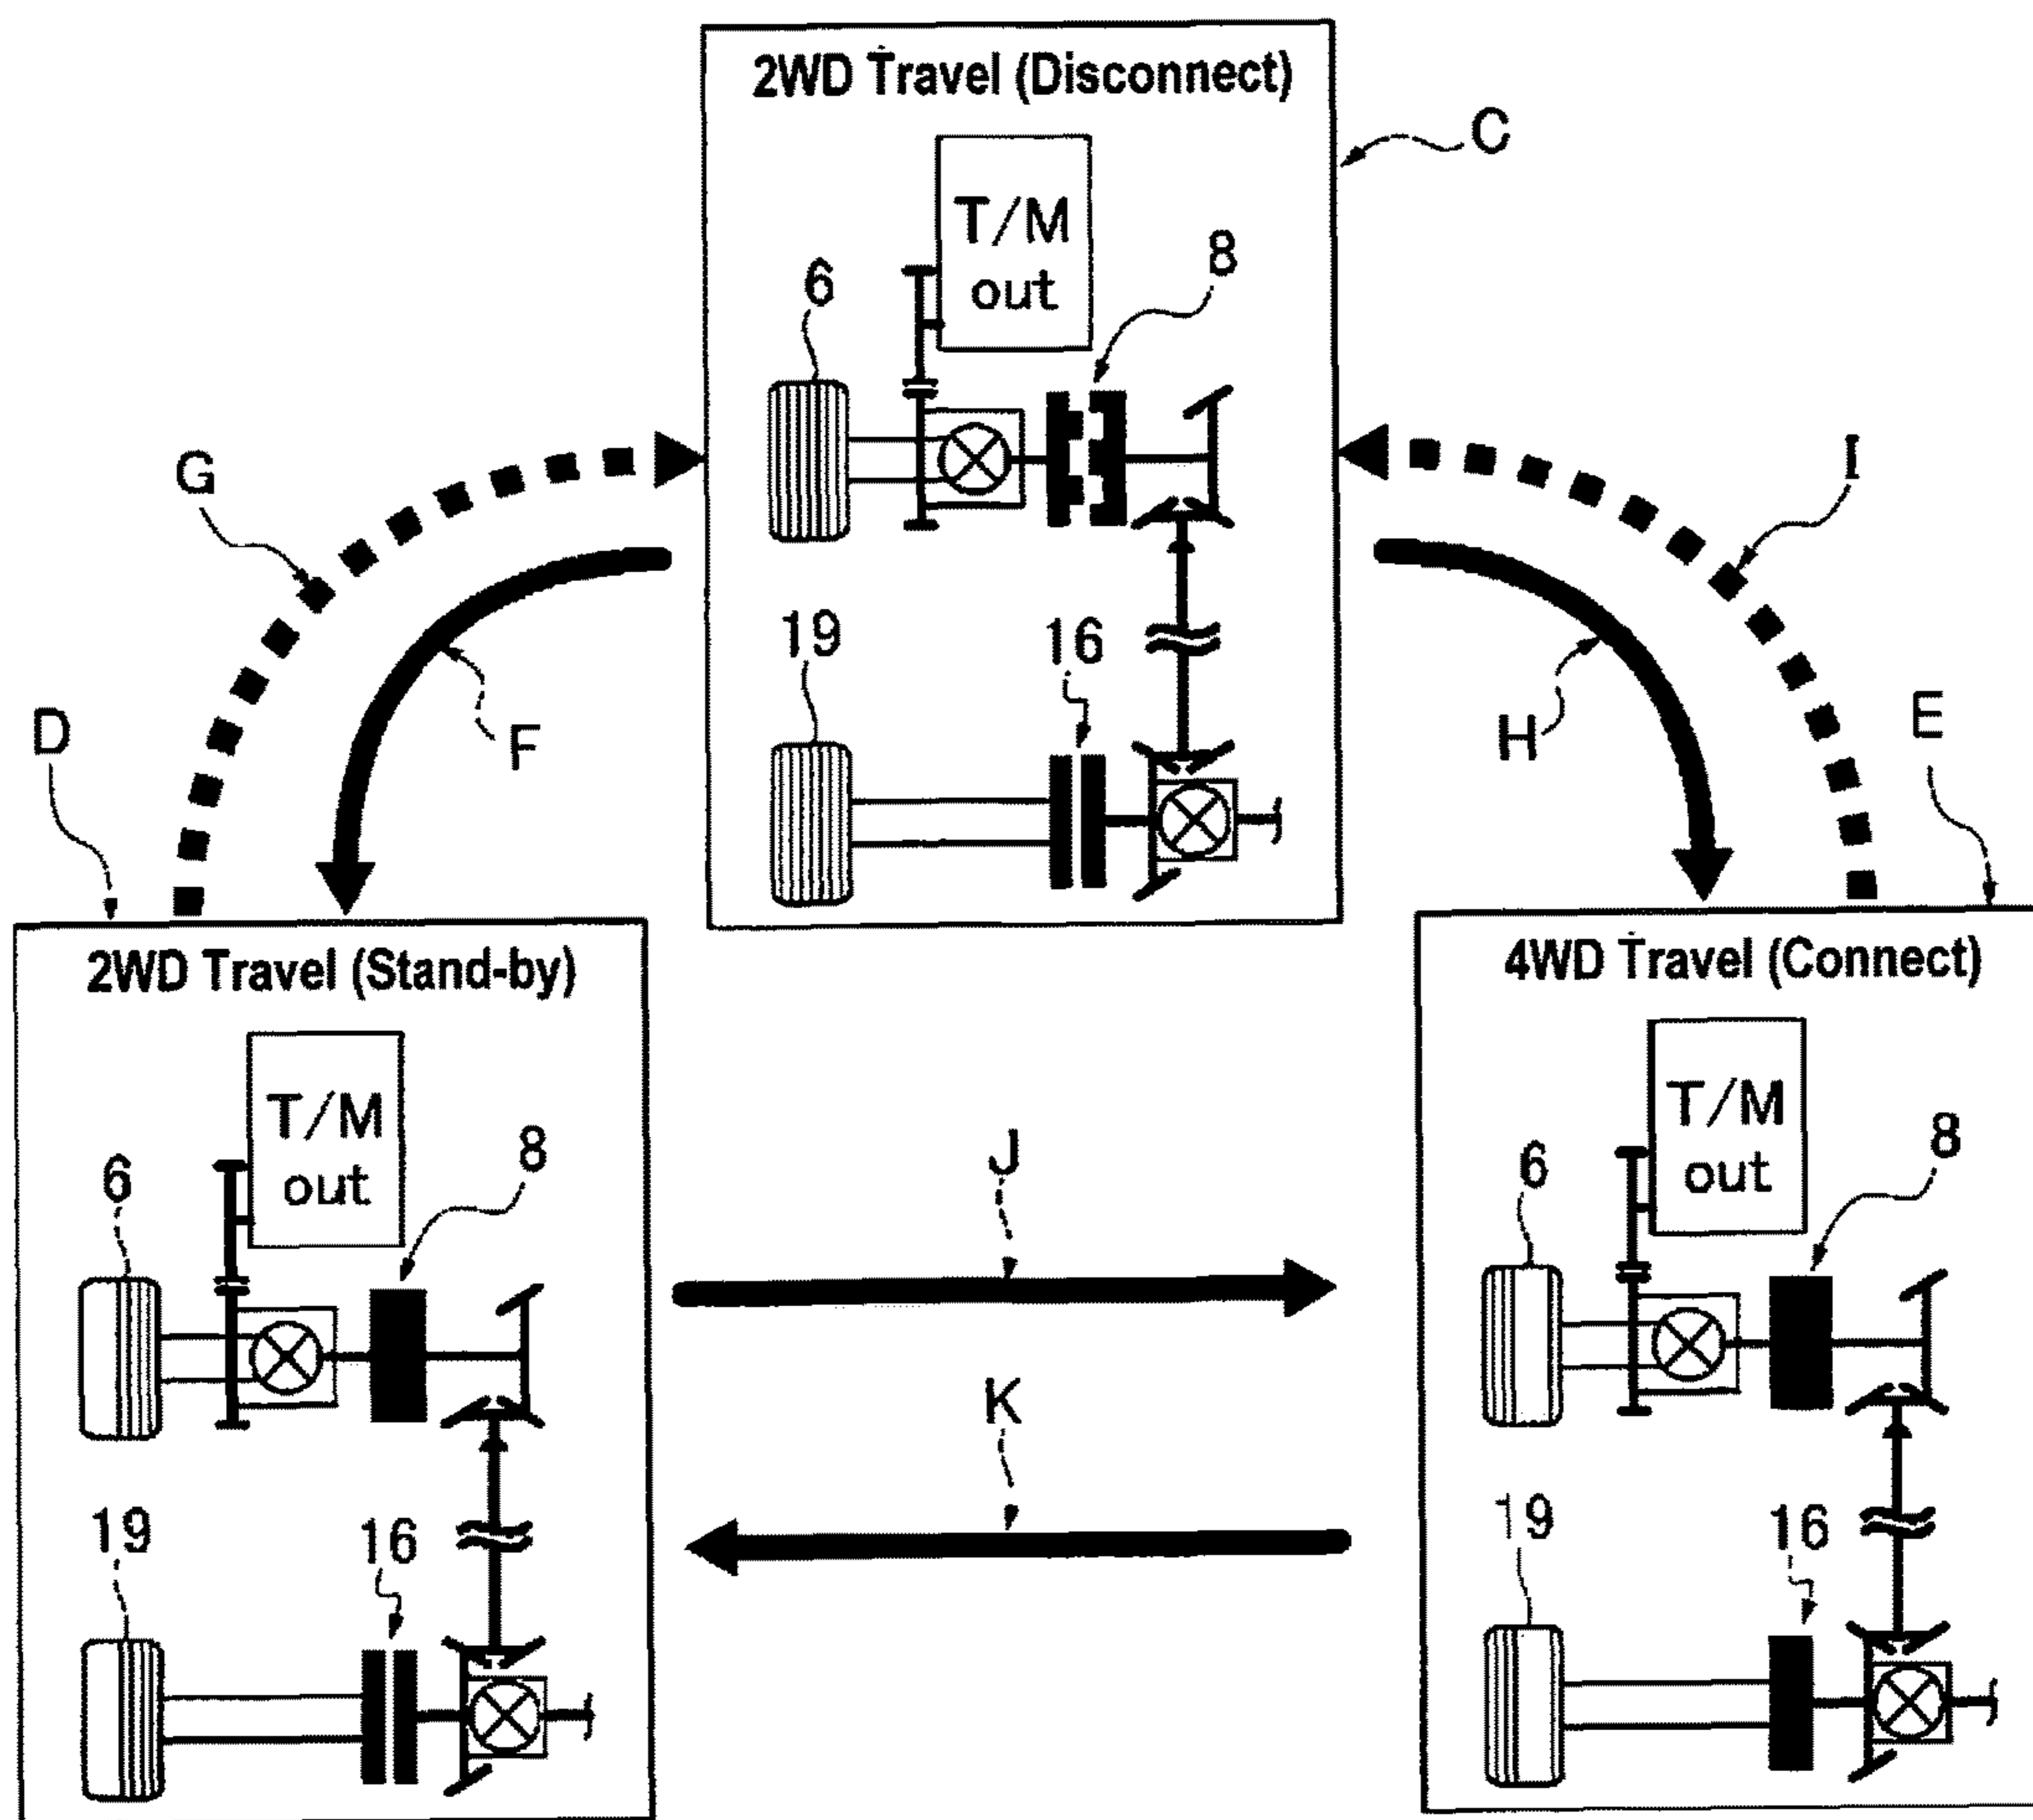 2WD Travel (Disconnect)
C
T/M
out
6
8
G
I
19
16
D
F
H
E
2WD Travel (Stand-by)
4WD Travel (Connect)
T/M
out
6
8
J
T/M
out
6
8
K
19
16
19
16